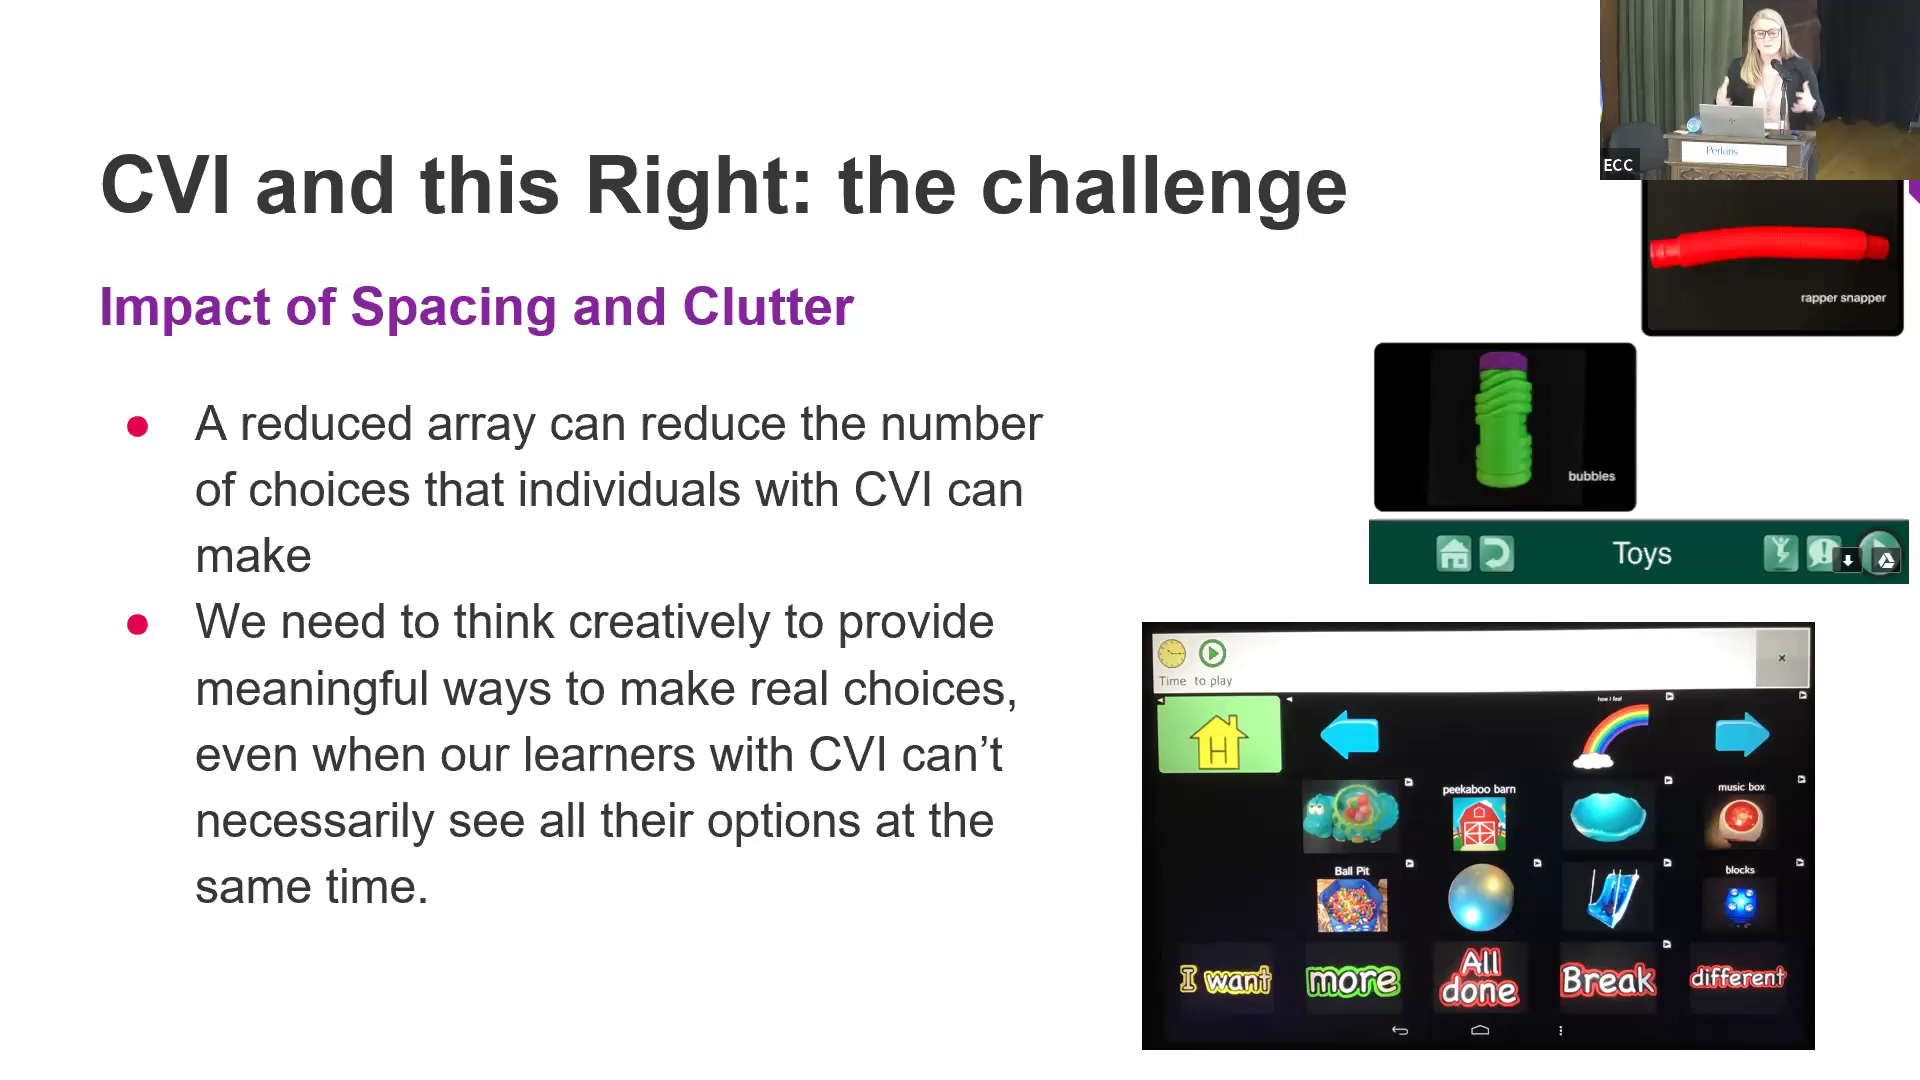 CVI and this Right: the challenge
Impact of Spacing and Clutter
A reduced array can reduce the number
of choices that individuals with CVI can
make
We need to think creatively to provide
meaningful ways to make real choices,
even when our learners with CVI can’t
necessarily see all their options at the
same time.
ECC
Perkins
rapper snapper
bubbles
Toys
Time to play
H
how I feel
peekaboo barn
music box
Ball Pit
blocks
I want
more
All
done
Break
different